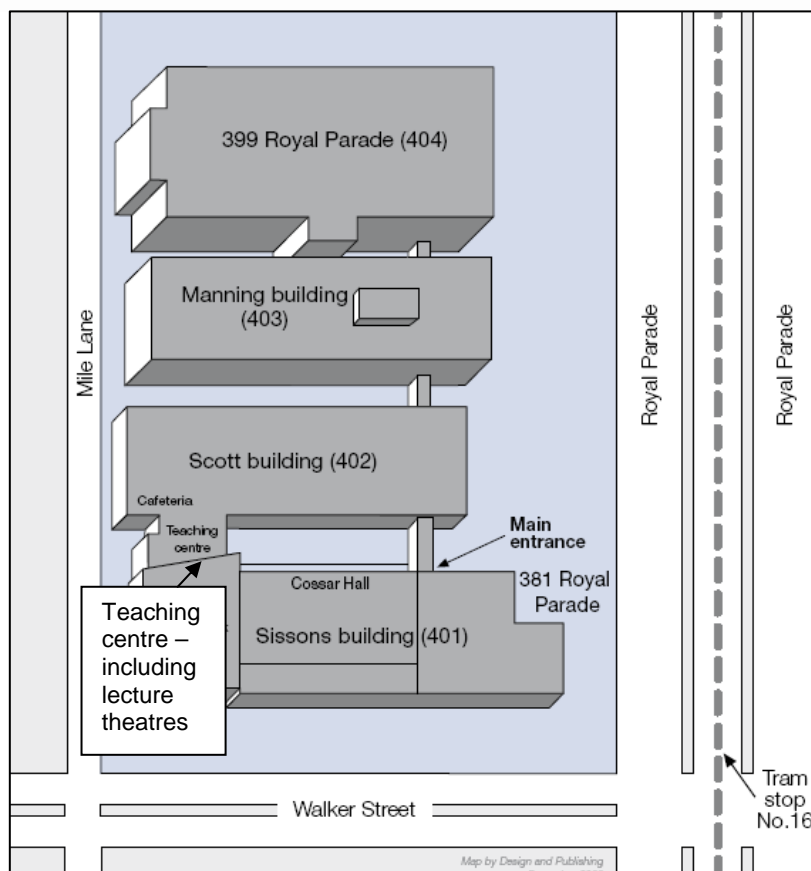 399 Royal Parade (404)
Manning building
(403)
Mile Lane
Royal Parade
Royal Parade
Scott building (402)
Cafeteria
Teaching
centre
Main
entrance
Cossar Hall
381 Royal
Parade
Sissons building (401)
Teaching
centre –
including
lecture
theatres
Tram
stop
No.16
Walker Street
Map by Design and Publishing